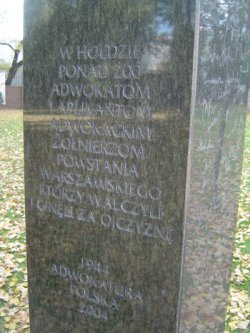 W HOŁDZIE
PONAD 200
ADWOKATOM
I APLIKANTOM
ADWOKACKIM
ŻOŁNIERZOM
POWSTANIA
WARSZAWSKIEGO
KTÓRZY WALCZYLI
I GINĘLI ZA OJCZYZNĘ
1944
ADWOKATURA
POLSKA
2004